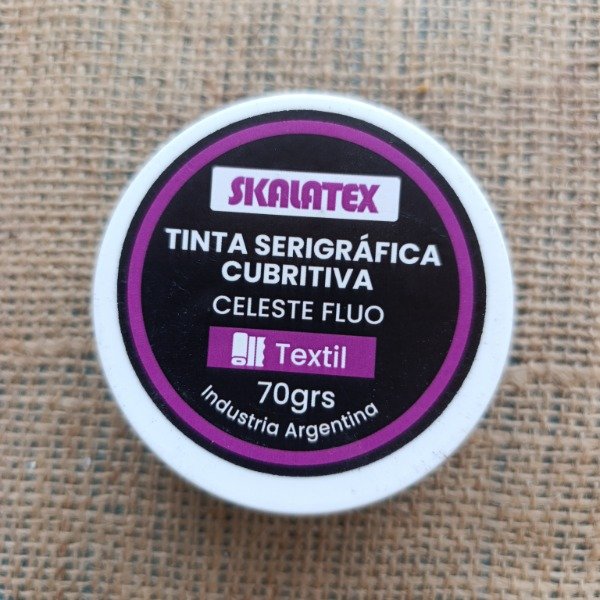 SKALATEX
TINTA SERIGRÁFICA
CUBRITIVA
CELESTE FLUO
Textil
70grs
Industria Argentina